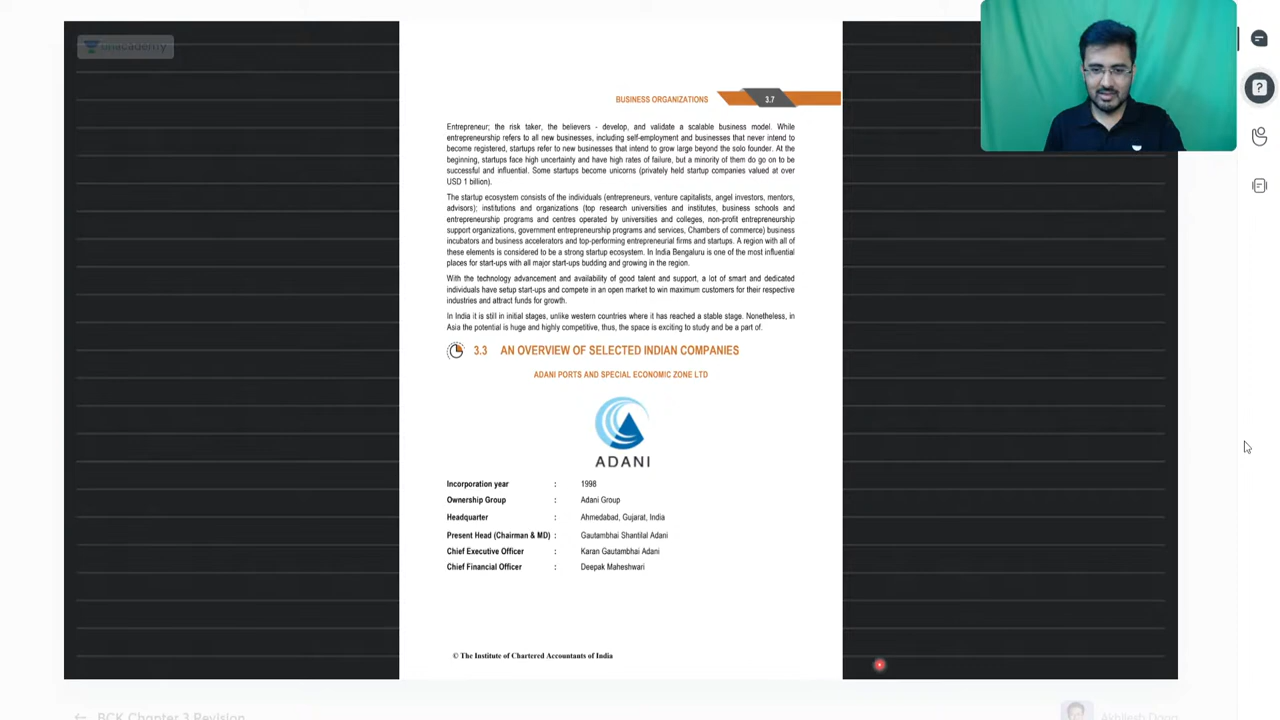 unacademy
BUSINESS ORGANIZATIONS 3.7
Entrepreneur; the risk taker, the believers - develop, and validate a scalable business model. While
entrepreneurship refers to all new businesses, including self-employment and businesses that never intend to
become registered, startups refer to new businesses that intend to grow large beyond the solo founder. At the
beginning, startups face high uncertainty and have high rates of failure, but a minority of them do go on to be
successful and influential. Some startups become unicorns (privately held startup companies valued at over
USD 1 billion).
The startup ecosystem consists of the individuals (entrepreneurs, venture capitalists, angel investors, mentors,
advisors); institutions and organizations (top research universities and institutes, business schools and
entrepreneurship programs and centres operated by universities and colleges, non-profit entrepreneurship
support organizations, government entrepreneurship programs and services, Chambers of commerce) business
incubators and business accelerators and top-performing entrepreneurial firms and startups. A region with all of
these elements is considered to be a strong startup ecosystem. In India Bengaluru is one of the most influential
places for start-ups with all major start-ups budding and growing in the region.
With the technology advancement and availability of good talent and support, a lot of smart and dedicated
individuals have setup start-ups and compete in an open market to win maximum customers for their respective
industries and attract funds for growth.
In India it is still in initial stages, unlike western countries where it has reached a stable stage. Nonetheless, in
Asia the potential is huge and highly competitive, thus, the space is exciting to study and be a part of.
3.3 AN OVERVIEW OF SELECTED INDIAN COMPANIES
ADANI PORTS AND SPECIAL ECONOMIC ZONE LTD
ADANI
Incorporation year : 1998
Ownership Group : Adani Group
Headquarter : Ahmedabad, Gujarat, India
Present Head (Chairman & MD) : Gautambhai Shantilal Adani
Chief Executive Officer : Karan Gautambhai Adani
Chief Financial Officer : Deepak Maheshwari
© The Institute of Chartered Accountants of India
BCK Chapter 3 Revision
Akhilesh Daga